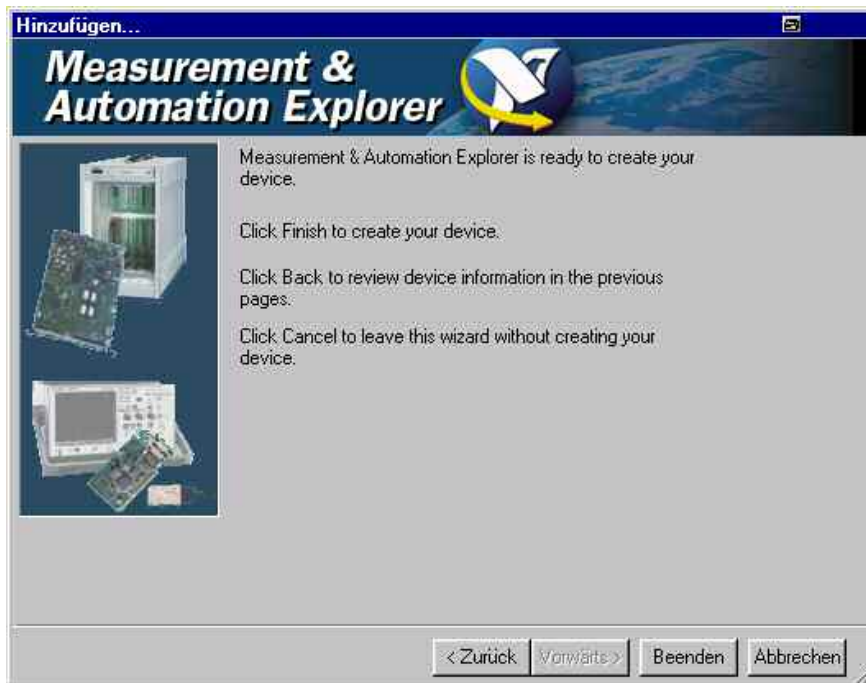 Hinzufügen...
Measurement &
Automation Explorer
Measurement & Automation Explorer is ready to create your
device.
Click Finish to create your device.
Click Back to review device information in the previous
pages.
Click Cancel to leave this wizard without creating your
device.
< Zurück Vorwärts > Beenden Abbrechen